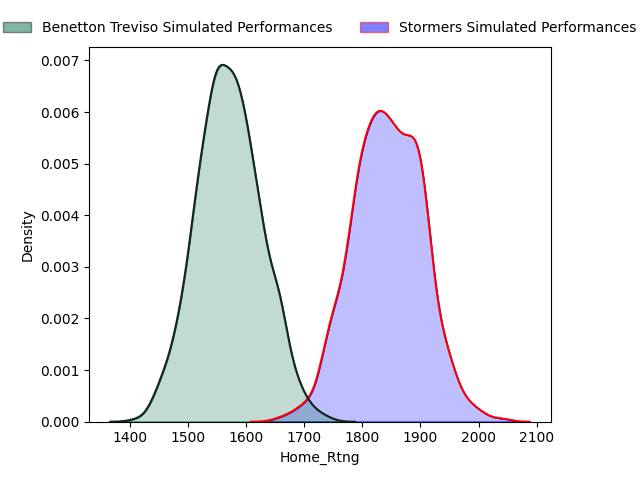 Benetton Treviso Simulated Performances Stormers Simulated Performances
0.007
0.006
0.005
0.004
0.003
0.002
0.001
0.000
Density
1400 1500 1600 1700 1800 1900 2000 2100
Home_Rtng